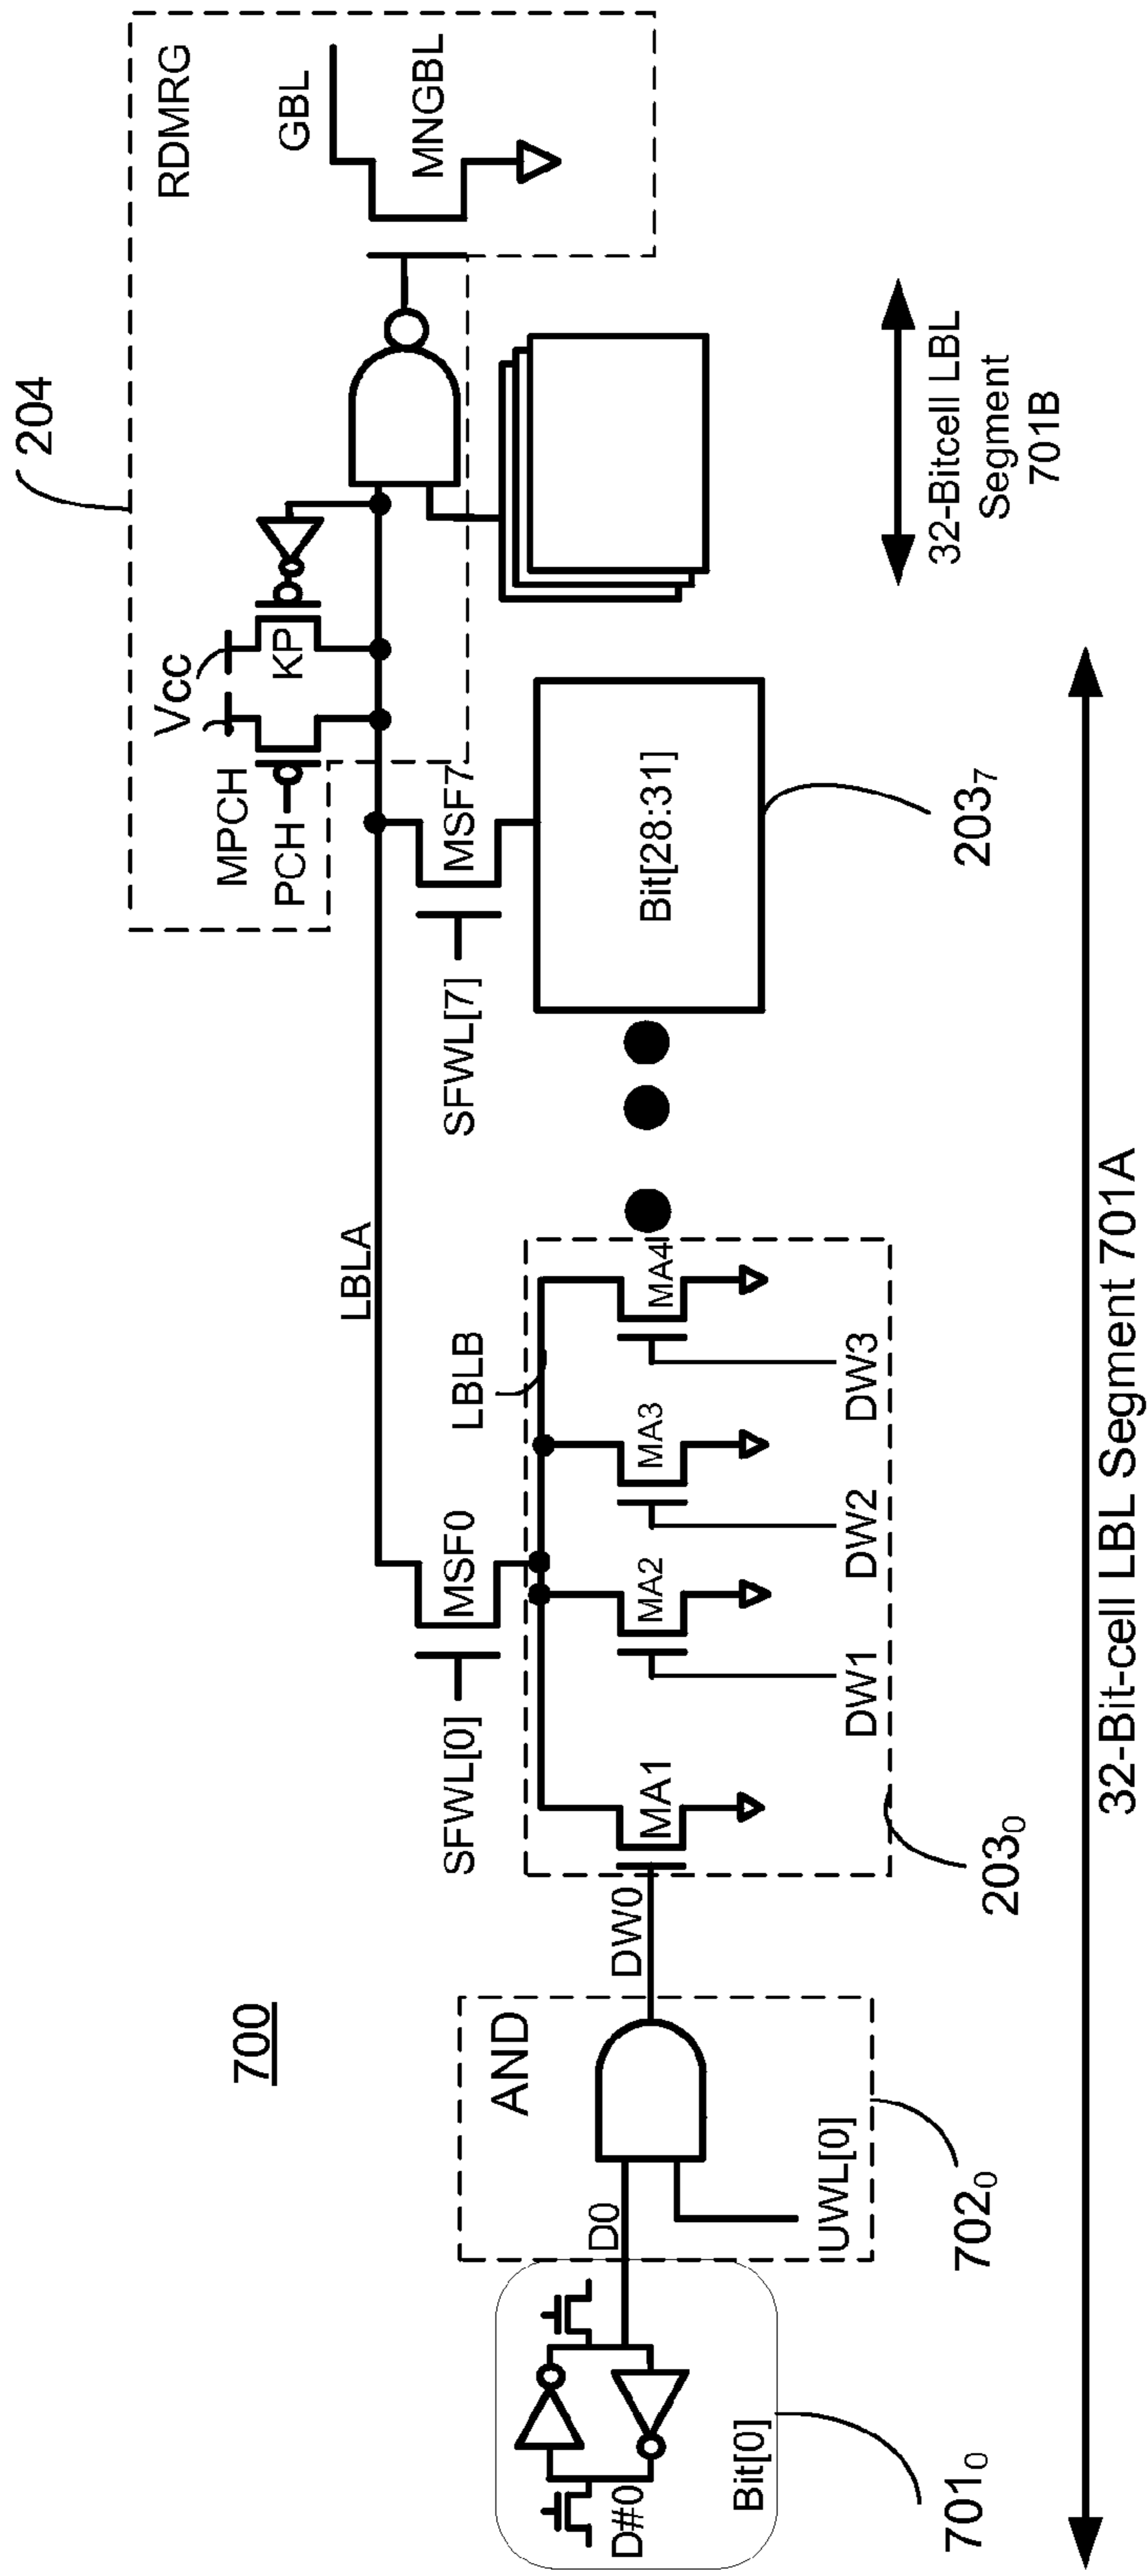 700
204
RDMRG
Vcc
GBL
MNGBL
MPCH
PCH
KP
LBLA
SFWL[0]
MSF0
LBLB
SFWL[7]
MSF7
AND
D0
UWL[0]
DW0
D#0
Bit[0]
MA1
MA2
MA3
MA4
DW1
DW2
DW3
Bit[28:31]
701₀
702₀
203₀
203₇
32-Bitcell LBL
Segment
701B
32-Bit-cell LBL Segment 701A